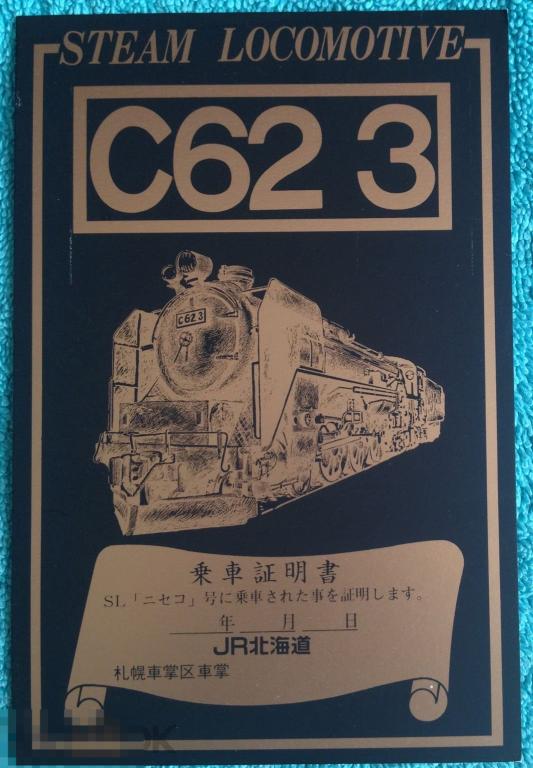 STEAM LOCOMOTIVE
C62 3
C62 3
乗車証明書
SL「ニセコ」号に乗車された事を証明します。
年 月 日
JR北海道
札幌車掌区車掌